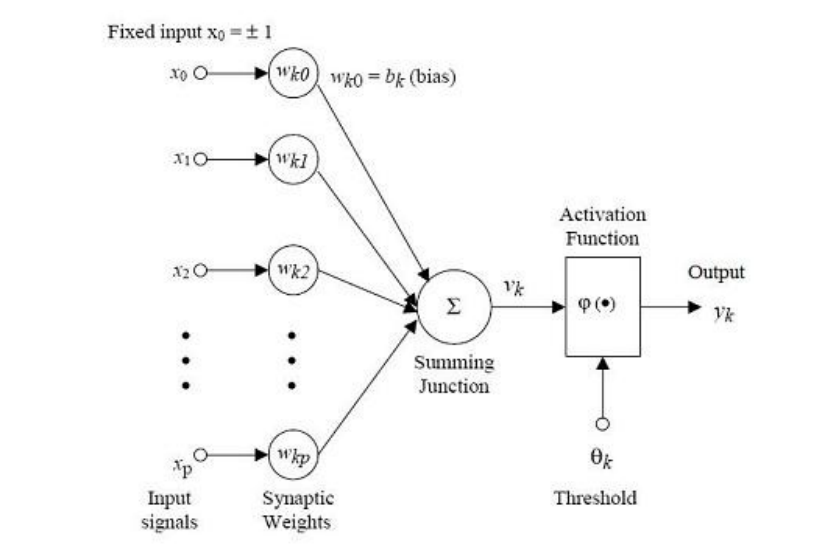 Fixed input x₀ = ± 1
x₀
wk0
wk0 = bk (bias)
x₁
wk1
x₂
wk2
Activation
Function
Σ
vk
φ (•)
Output
yk
Summing
Junction
xp
wkp
θk
Input
signals
Synaptic
Weights
Threshold